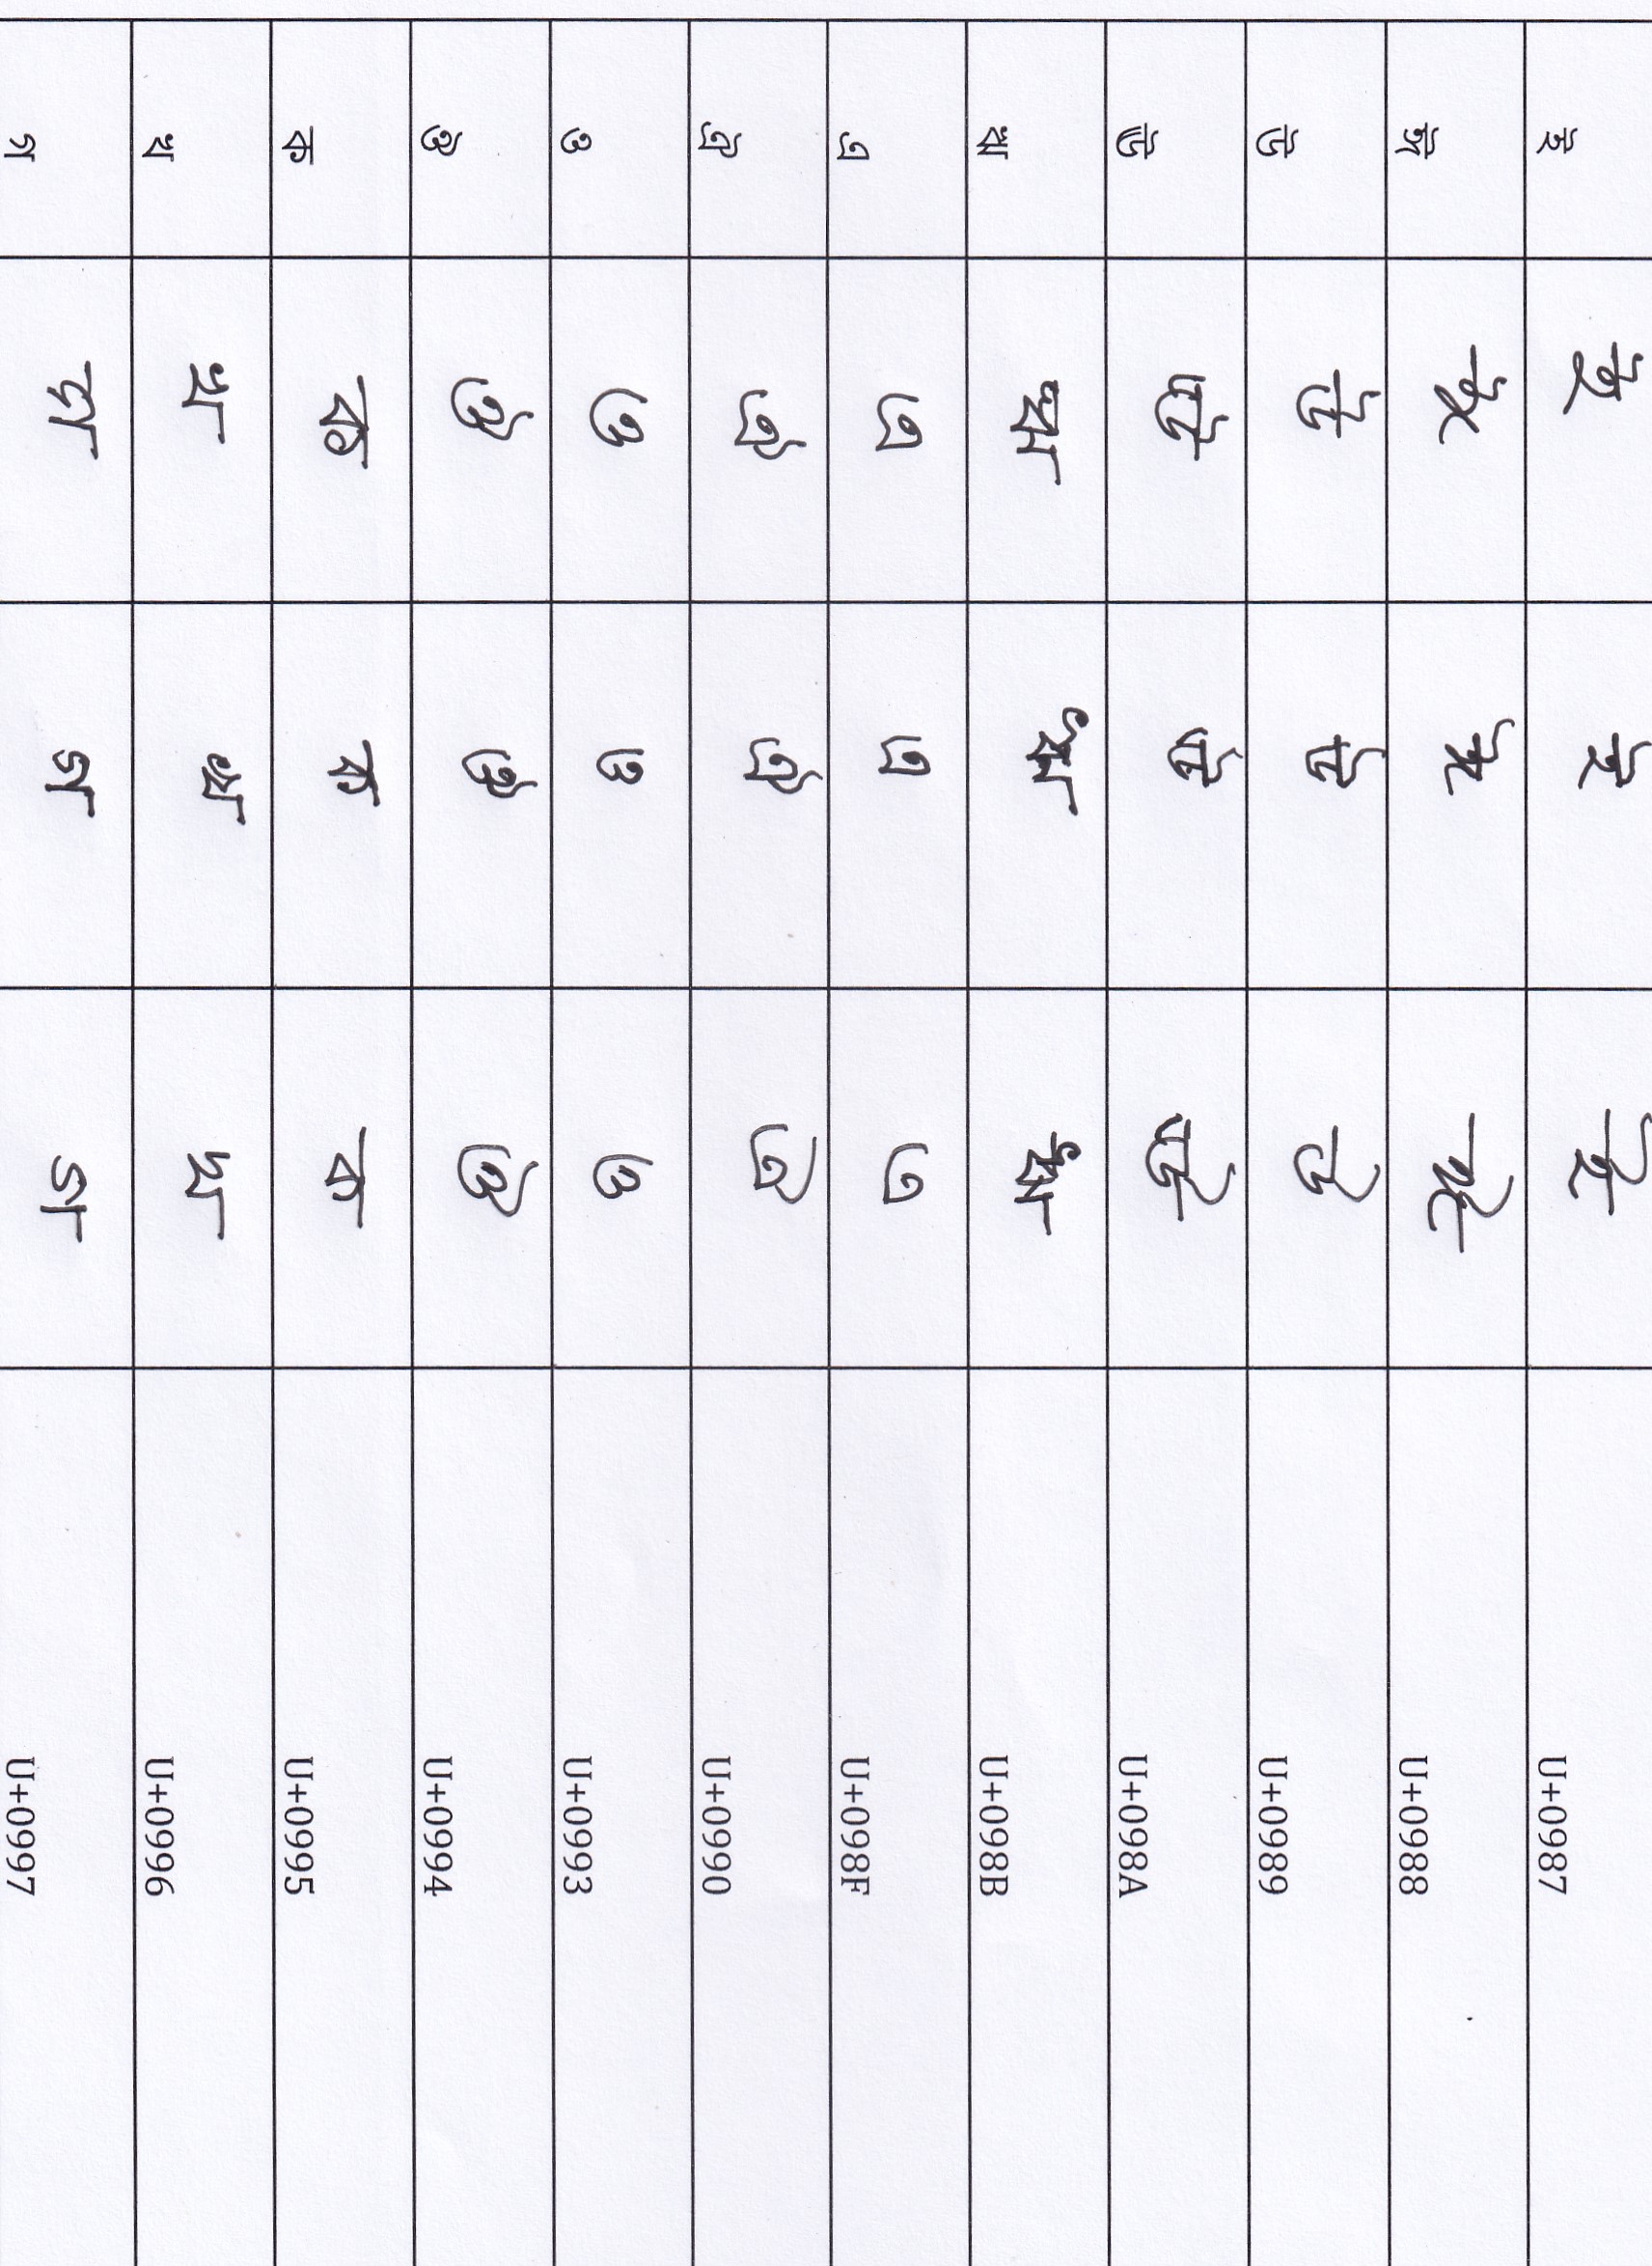 ই ই ই ই U+0987
ঈ ঈ ঈ ঈ U+0988
উ উ উ উ U+0989
ঊ ঊ ঊ ঊ U+098A
ঋ ঋ ঋ ঋ U+098B
এ এ এ এ U+098F
ঐ ঐ ঐ ঐ U+0990
ও ও ও ও U+0993
ঔ ঔ ঔ ঔ U+0994
ক ক ক ক U+0995
খ খ খ খ U+0996
গ গ গ গ U+0997